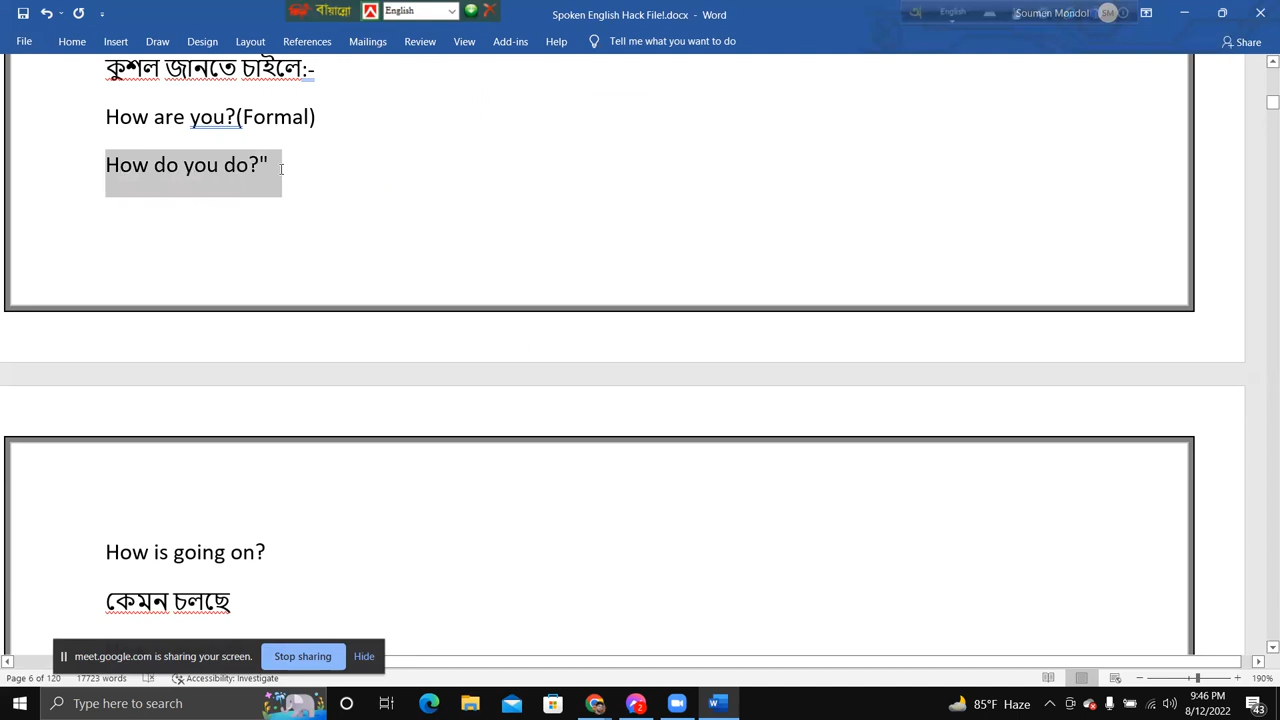 বায়ান্নো English Spoken English Hack File!.docx - Word English Soumen Mondol SM
File Home Insert Draw Design Layout References Mailings Review View Add-ins Help Tell me what you want to do Share
কুশল জানতে চাইলে:-
How are you?(Formal)
How do you do?"
How is going on?
কেমন চলছে
meet.google.com is sharing your screen. Stop sharing Hide
Page 6 of 120 17723 words Accessibility: Investigate 190%
Type here to search 2 W 85°F Haze 9:46 PM
8/12/2022 43